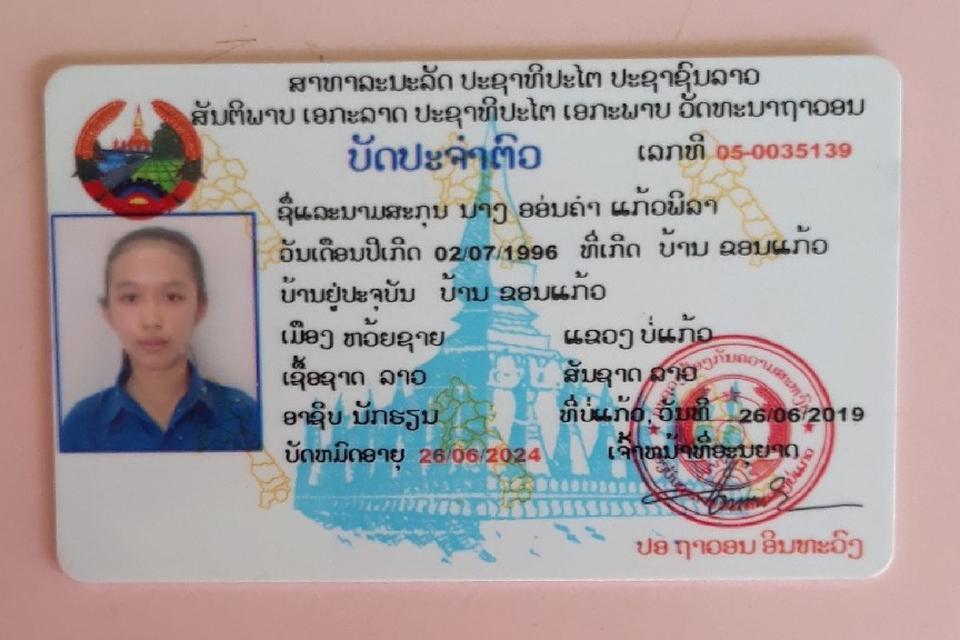 ສາທາລະນະລັດ ປະຊາທິປະໄຕ ປະຊາຊົນລາວ
ສັນຕິພາບ ເອກະລາດ ປະຊາທິປະໄຕ ເອກະພາບ ວັດທະນາຖາວອນ
ບັດປະຈຳຕົວ ເລກທີ 05-0035139
ຊື່ແລະນາມສະກຸນ ນາງ ອອ່ນຄຳ ແກ້ວພິລາ
ວັນເດືອນປີເກີດ 02/07/1996 ທີ່ເກີດ ບ້ານ ຂອນແກ້ວ
ບ້ານຢູ່ປະຈຸບັນ ບ້ານ ຂອນແກ້ວ
ເມືອງ ຫວ້ຍຊາຍ ແຂວງ ບໍ່ແກ້ວ
ເຊື້ອຊາດ ລາວ ສັນຊາດ ລາວ
ອາຊິບ ນັກຮຽນ ທີ່ບໍ່ແກ້ວ, ວັນທີ 26/06/2019
ບັດຫມົດອາຍຸ 26/06/2024 ເຈົ້າຫນ້າທີ່ອະນຸຍາດ
ປອ ຖາວອນ ອິນທະວົງ